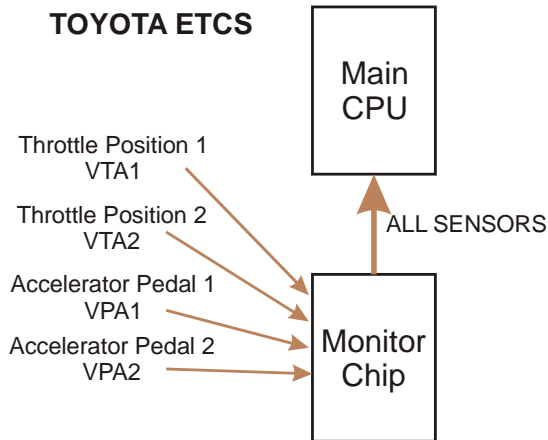 TOYOTA ETCS
Main
CPU
Throttle Position 1
VTA1
Throttle Position 2
VTA2
ALL SENSORS
Accelerator Pedal 1
VPA1
Accelerator Pedal 2
VPA2
Monitor
Chip